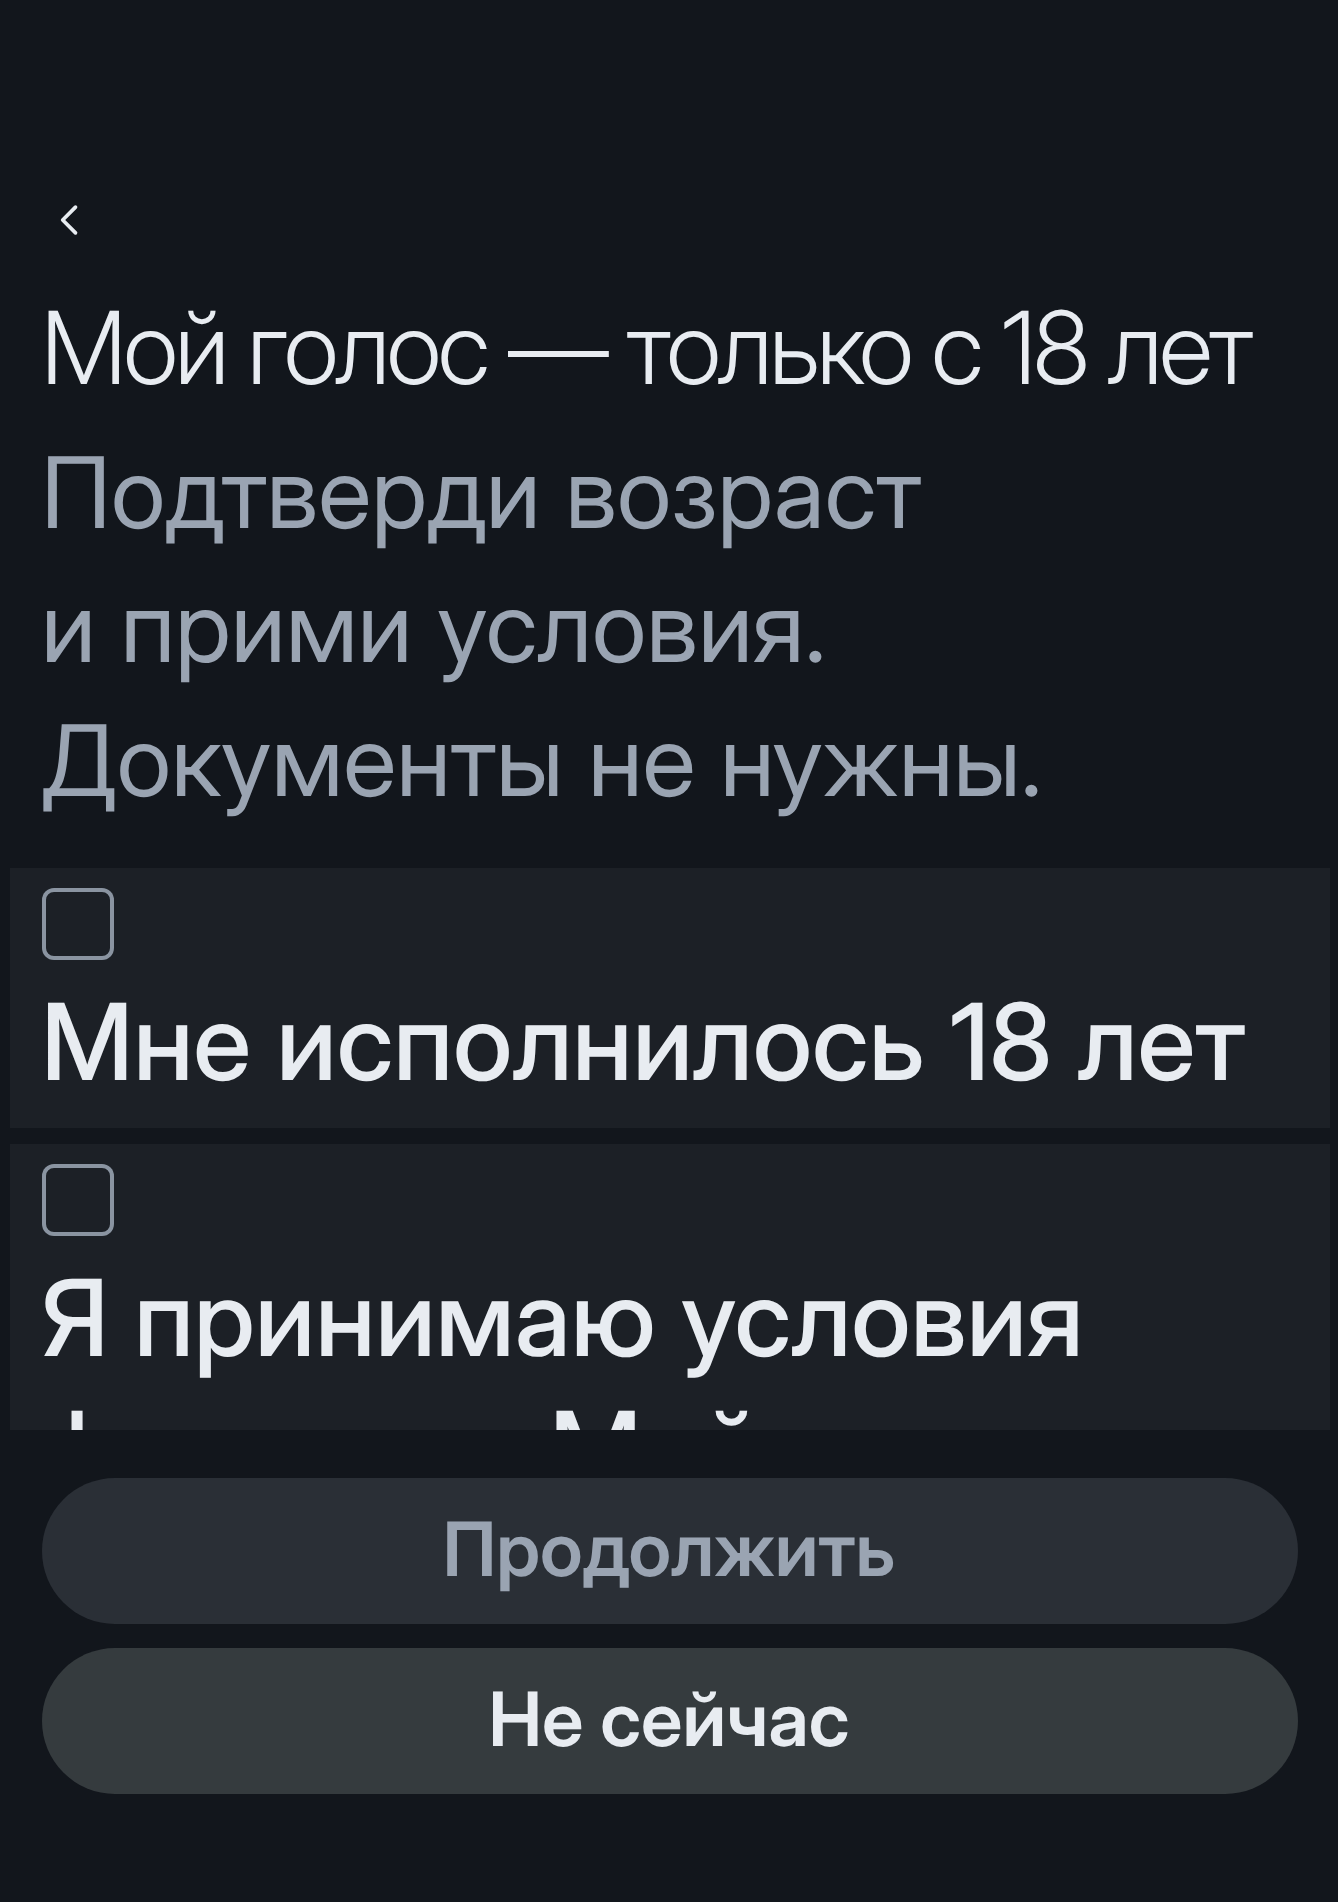 Мой голос — только с 18 лет
Подтверди возраст
и прими условия.
Документы не нужны.
Мне исполнилось 18 лет
Я принимаю условия
Продолжить
Не сейчас